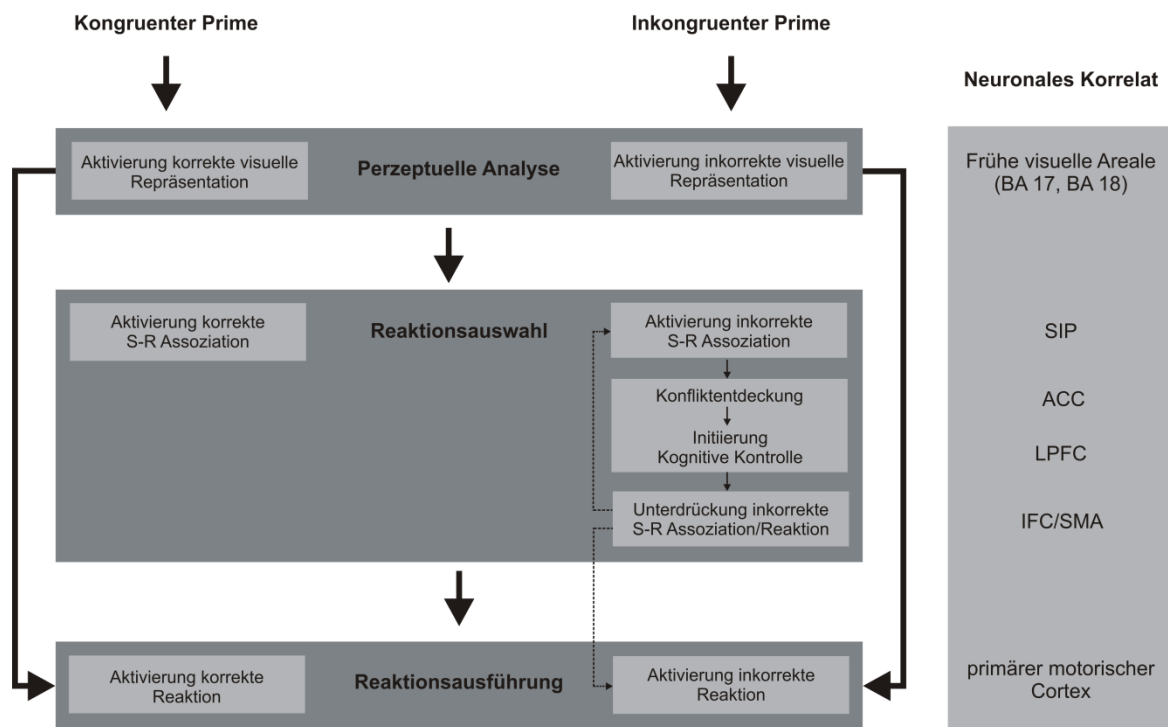 Kongruenter Prime
Inkongruenter Prime
Neuronales Korrelat
Aktivierung korrekte visuelle
Repräsentation
Perzeptuelle Analyse
Aktivierung inkorrekte visuelle
Repräsentation
Frühe visuelle Areale
(BA 17, BA 18)
Aktivierung korrekte
S-R Assoziation
Reaktionsauswahl
Aktivierung inkorrekte
S-R Assoziation
SIP
Konfliktentdeckung
ACC
Initiierung
Kognitive Kontrolle
LPFC
Unterdrückung inkorrekte
S-R Assoziation/Reaktion
IFC/SMA
Aktivierung korrekte
Reaktion
Reaktionsausführung
Aktivierung inkorrekte
Reaktion
primärer motorischer
Cortex